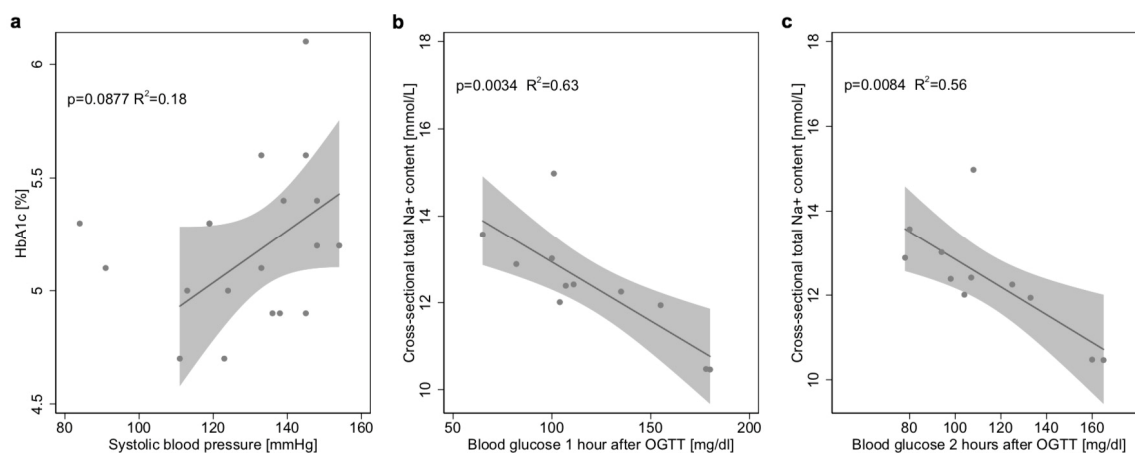 a
p=0.0877 R²=0.18
HbA1c [%]
6
5.5
5
4.5
80 100 120 140 160
Systolic blood pressure [mmHg]
b
p=0.0034 R²=0.63
Cross-sectional total Na+ content [mmol/L]
18
16
14
12
10
50 100 150 200
Blood glucose 1 hour after OGTT [mg/dl]
c
p=0.0084 R²=0.56
Cross-sectional total Na+ content [mmol/L]
18
16
14
12
10
80 100 120 140 160
Blood glucose 2 hours after OGTT [mg/dl]